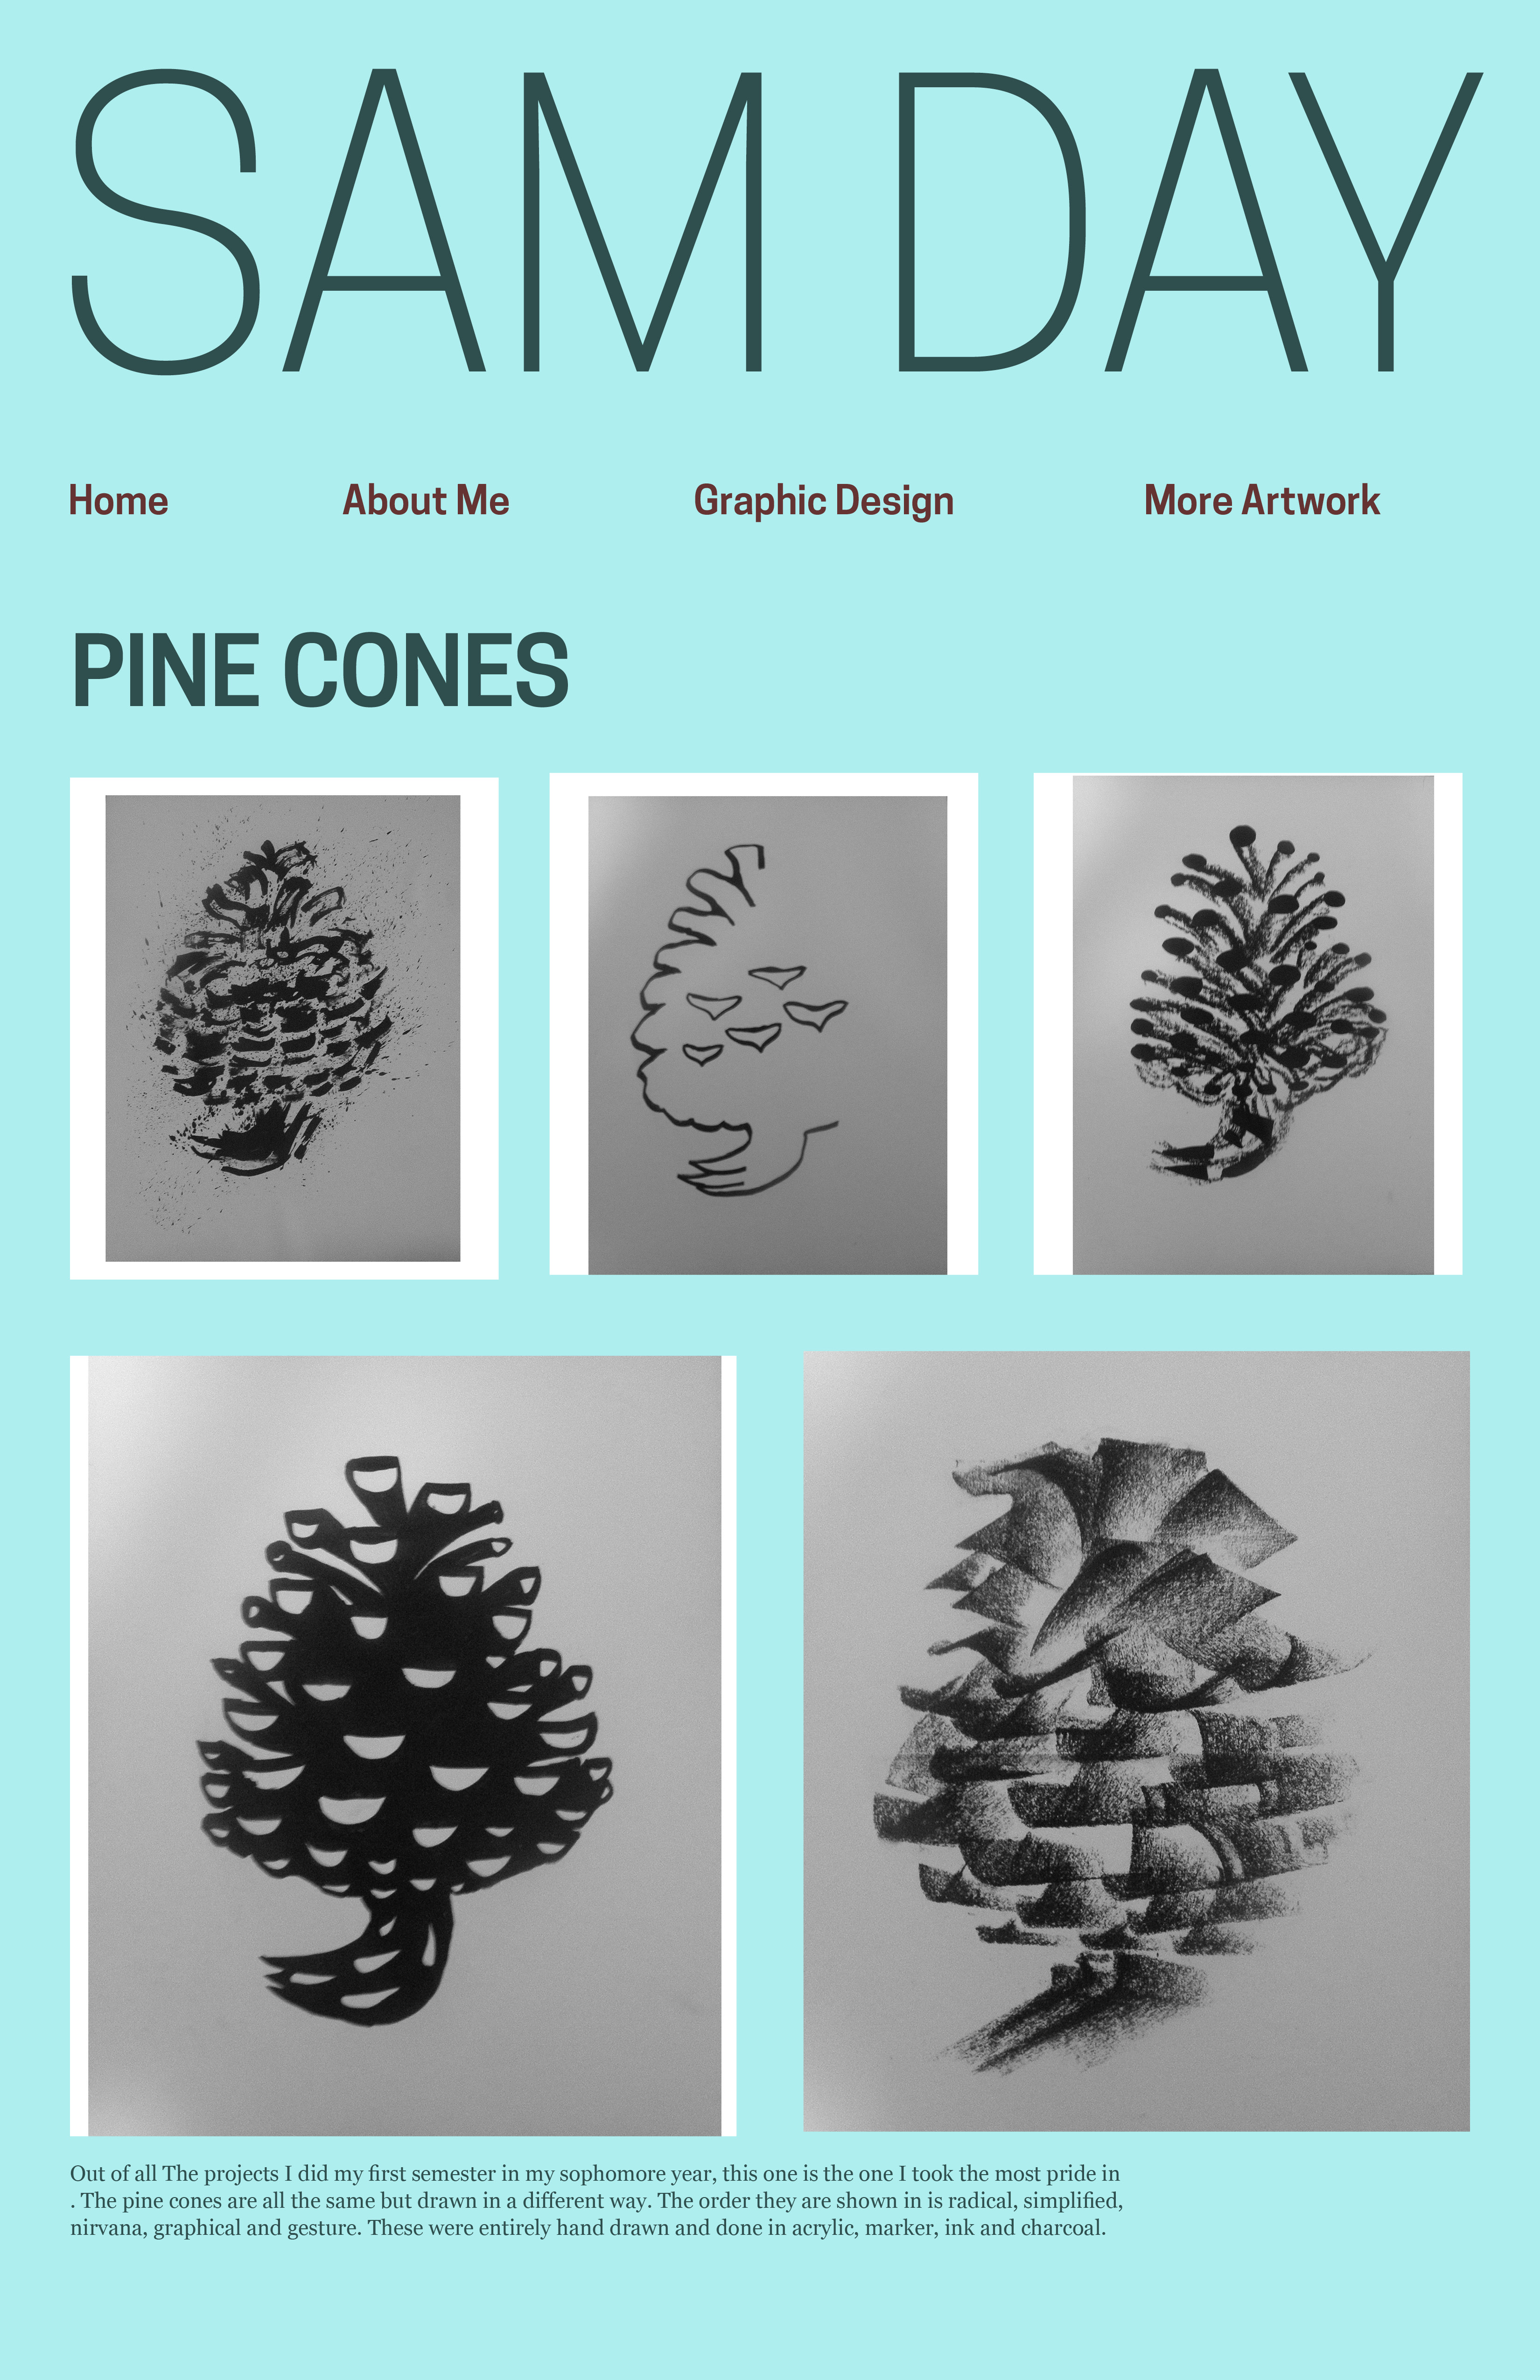 SAM DAY
Home About Me Graphic Design More Artwork
PINE CONES
Out of all The projects I did my first semester in my sophomore year, this one is the one I took the most pride in
. The pine cones are all the same but drawn in a different way. The order they are shown in is radical, simplified,
nirvana, graphical and gesture. These were entirely hand drawn and done in acrylic, marker, ink and charcoal.